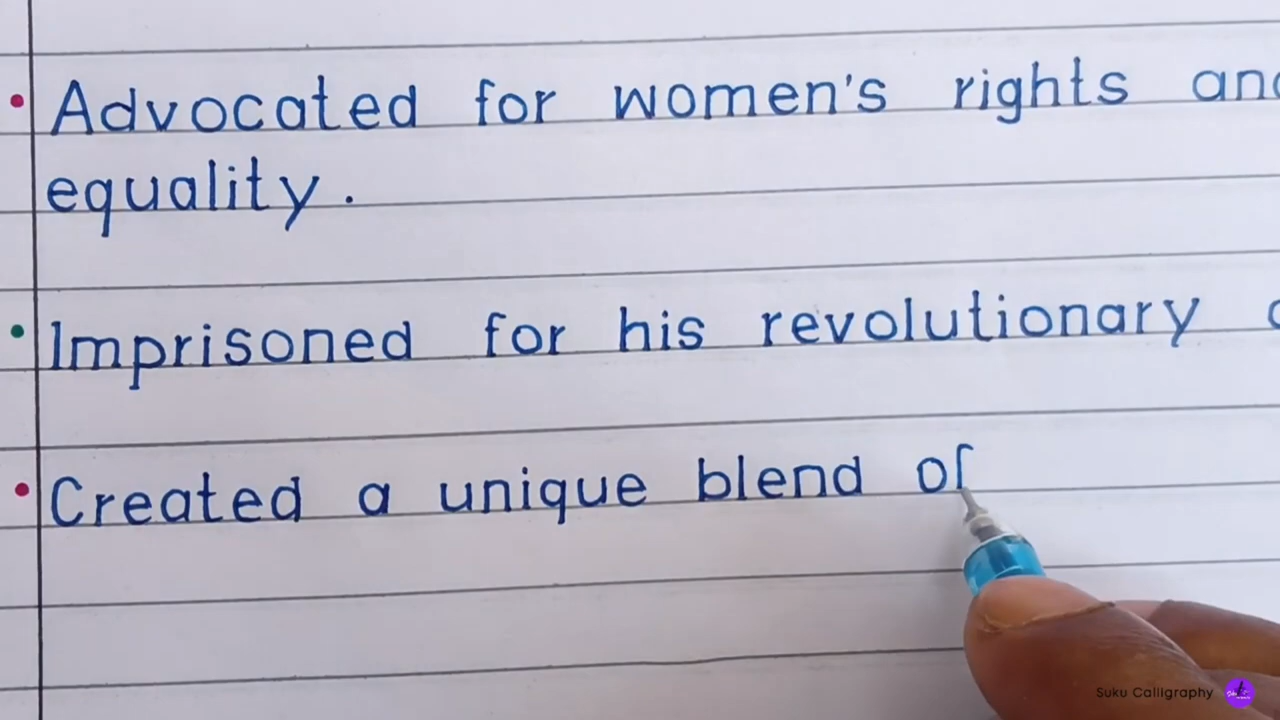 Advocated for women's rights and
equality.
Imprisoned for his revolutionary
Created a unique blend of
Suku Calligraphy